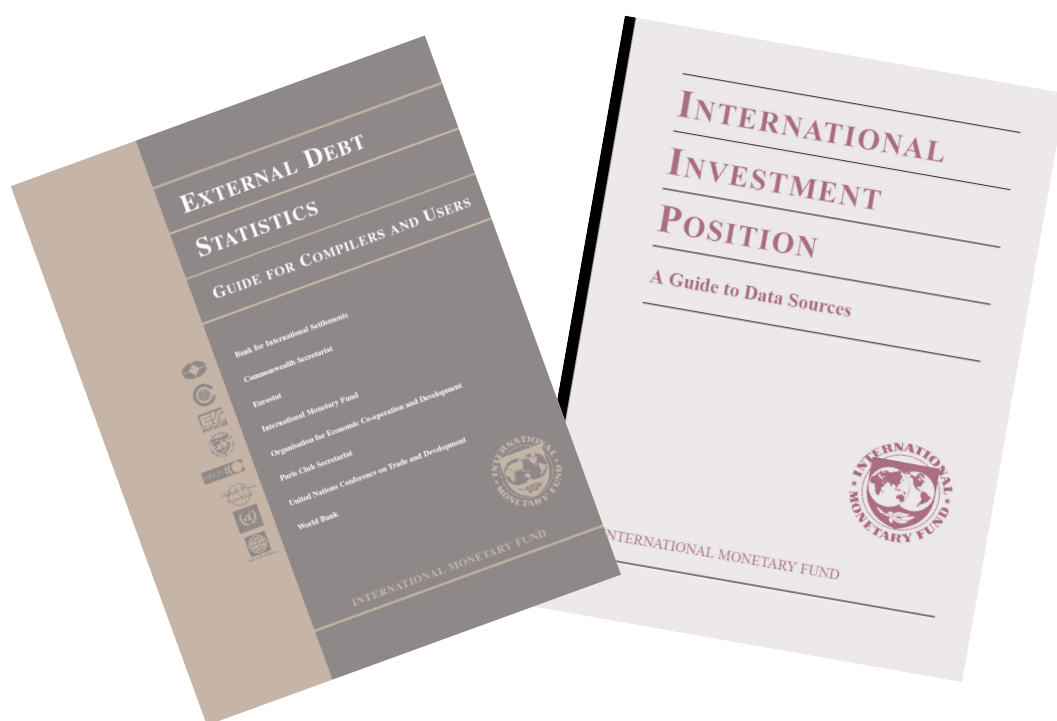 EXTERNAL DEBT
STATISTICS
GUIDE FOR COMPILERS AND USERS
Bank for International Settlements
Commonwealth Secretariat
Eurostat
International Monetary Fund
Organisation for Economic Co-operation and Development
Paris Club Secretariat
United Nations Conference on Trade and Development
World Bank
INTERNATIONAL
MONETARY FUND
INTERNATIONAL MONETARY FUND
INTERNATIONAL
INVESTMENT
POSITION
A Guide to Data Sources
INTERNATIONAL
MONETARY FUND
INTERNATIONAL MONETARY FUND